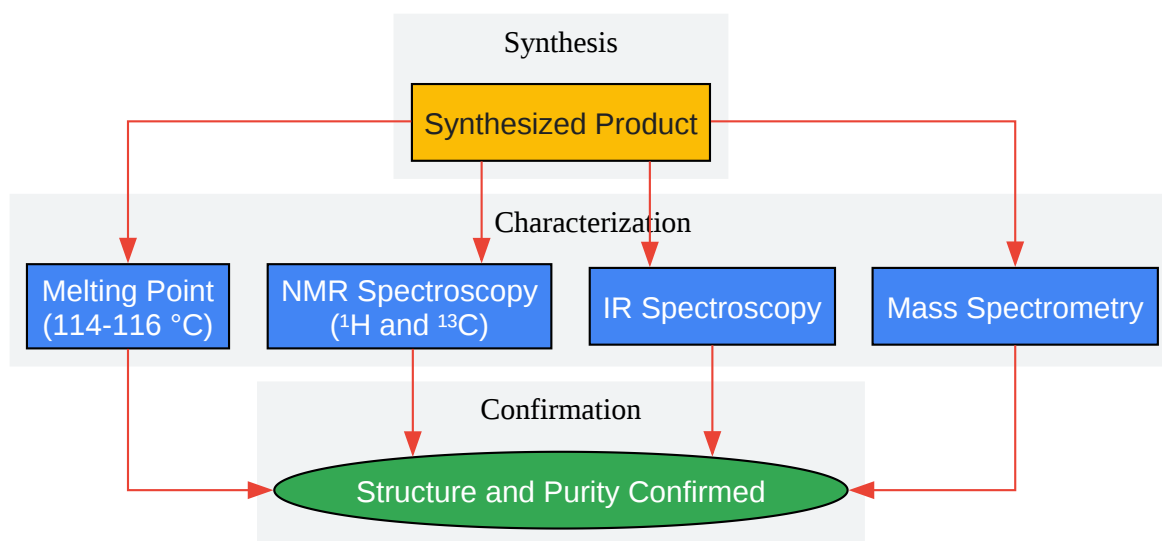 Synthesis
Synthesized Product
Characterization
Melting Point
(114-116 °C)
NMR Spectroscopy
(¹H and ¹³C)
IR Spectroscopy
Mass Spectrometry
Confirmation
Structure and Purity Confirmed